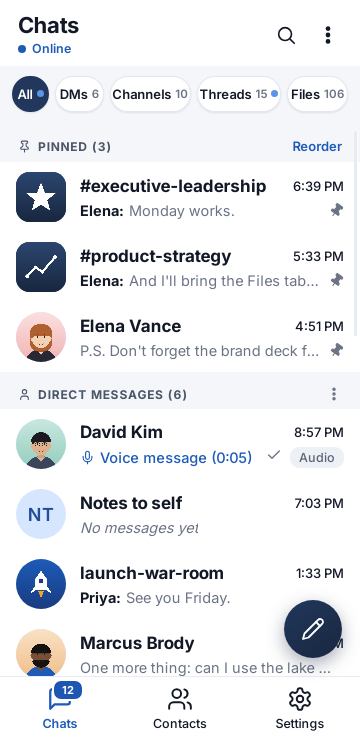 Chats
Online
All DMs 6 Channels 10 Threads 15 Files 106
PINNED (3) Reorder
#executive-leadership 6:39 PM
Elena: Monday works.
#product-strategy 5:33 PM
Elena: And I'll bring the Files tab...
Elena Vance 4:51 PM
P.S. Don't forget the brand deck f...
DIRECT MESSAGES (6)
David Kim 8:57 PM
Voice message (0:05) Audio
NT Notes to self 7:03 PM
No messages yet
launch-war-room 1:33 PM
Priya: See you Friday.
Marcus Brody
One more thing: can I use the lake ...
12
Chats Contacts Settings